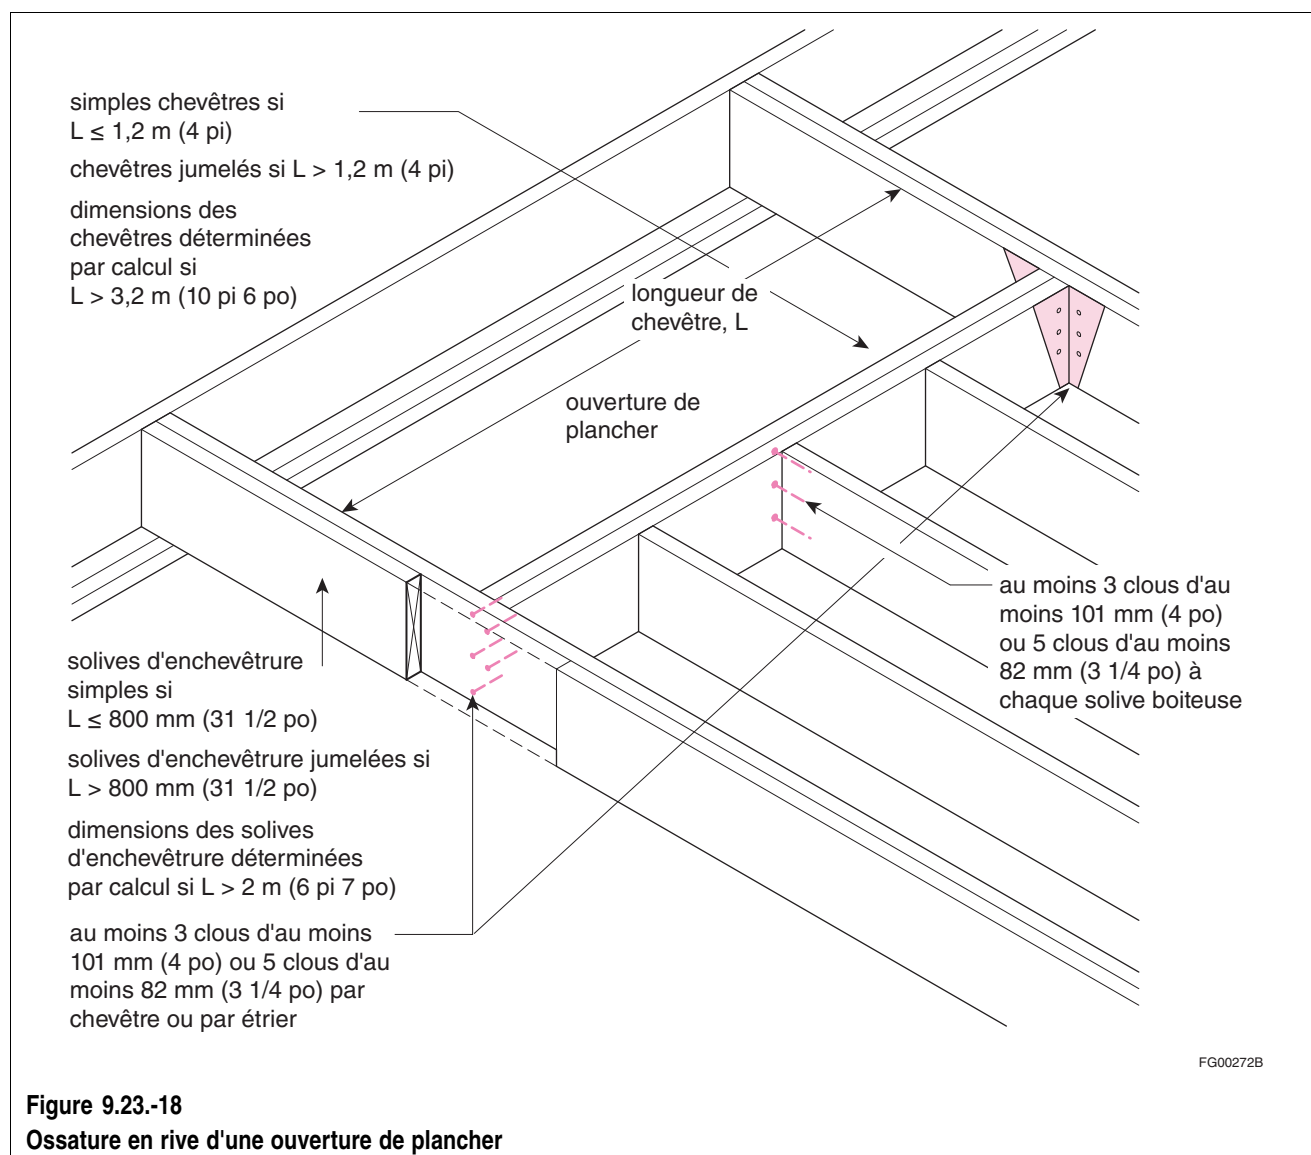 simples chevêtres si
L ≤ 1,2 m (4 pi)
chevêtres jumelés si L > 1,2 m (4 pi)
dimensions des
chevêtres déterminées
par calcul si
L > 3,2 m (10 pi 6 po)
longueur de
chevêtre, L
ouverture de
plancher
au moins 3 clous d'au
moins 101 mm (4 po)
ou 5 clous d'au moins
82 mm (3 1/4 po) à
chaque solive boiteuse
solives d'enchevêtrure
simples si
L ≤ 800 mm (31 1/2 po)
solives d'enchevêtrure jumelées si
L > 800 mm (31 1/2 po)
dimensions des solives
d'enchevêtrure déterminées
par calcul si L > 2 m (6 pi 7 po)
au moins 3 clous d'au moins
101 mm (4 po) ou 5 clous d'au
moins 82 mm (3 1/4 po) par
chevêtre ou par étrier
FG00272B
Figure 9.23.-18
Ossature en rive d'une ouverture de plancher